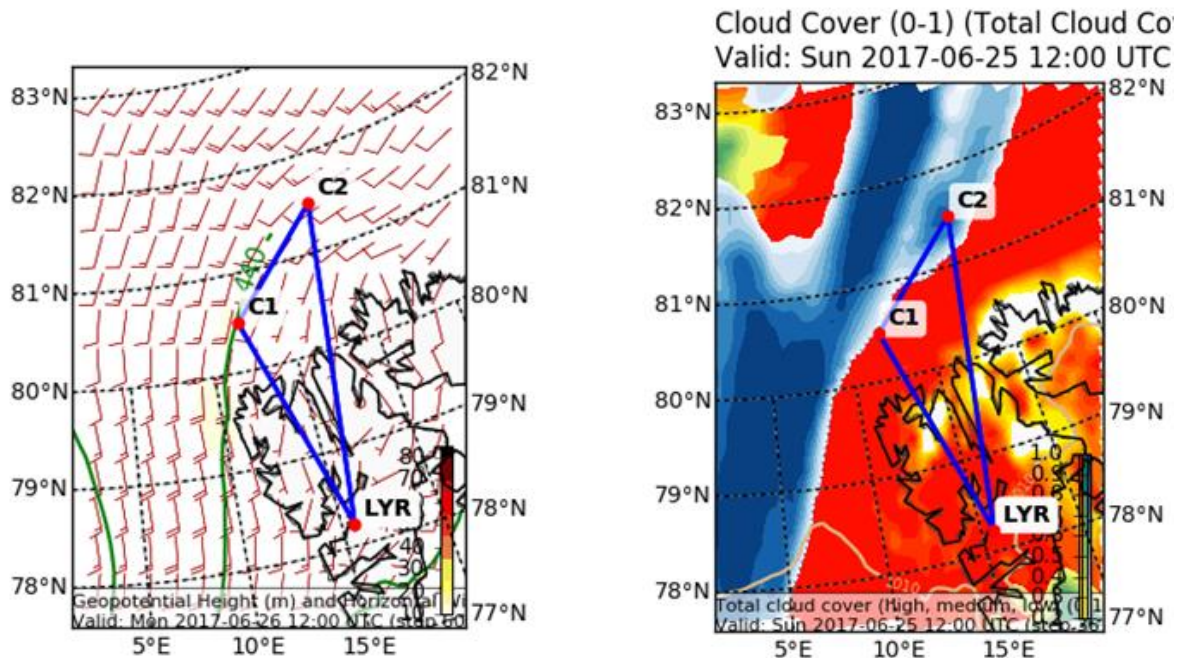 Cloud Cover (0-1) (Total Cloud Co
Valid: Sun 2017-06-25 12:00 UTC
83°N
82°N
81°N
80°N
79°N
78°N
82°N
81°N
80°N
79°N
78°N
77°N
5°E
10°E
15°E
C2
440
C1
LYR
80
40
30
Geopotential Height (m) and Horizontal Wi
Valid: Mon 2017-06-26 12:00 UTC (step 60
83°N
82°N
81°N
80°N
79°N
78°N
82°N
81°N
80°N
79°N
78°N
77°N
5°E
10°E
15°E
C2
C1
LYR
1.0
1010
Total cloud cover (high, medium, low) (0-1
Valid: Sun 2017-06-25 12:00 UTC (step 36